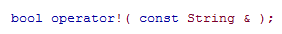 bool operator!( const String & );